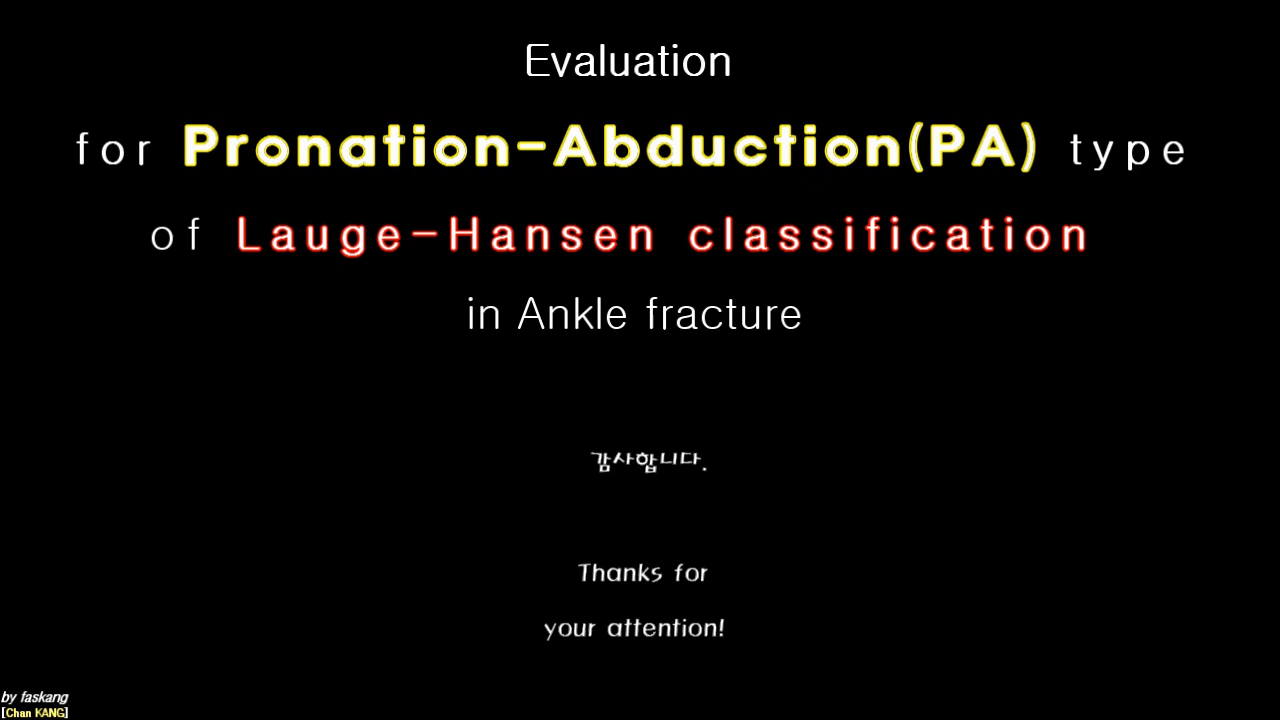 Evaluation
for Pronation-Abduction(PA) type
of Lauge-Hansen classification
in Ankle fracture
감사합니다.
Thanks for
your attention!
by faskang
[Chan KANG]